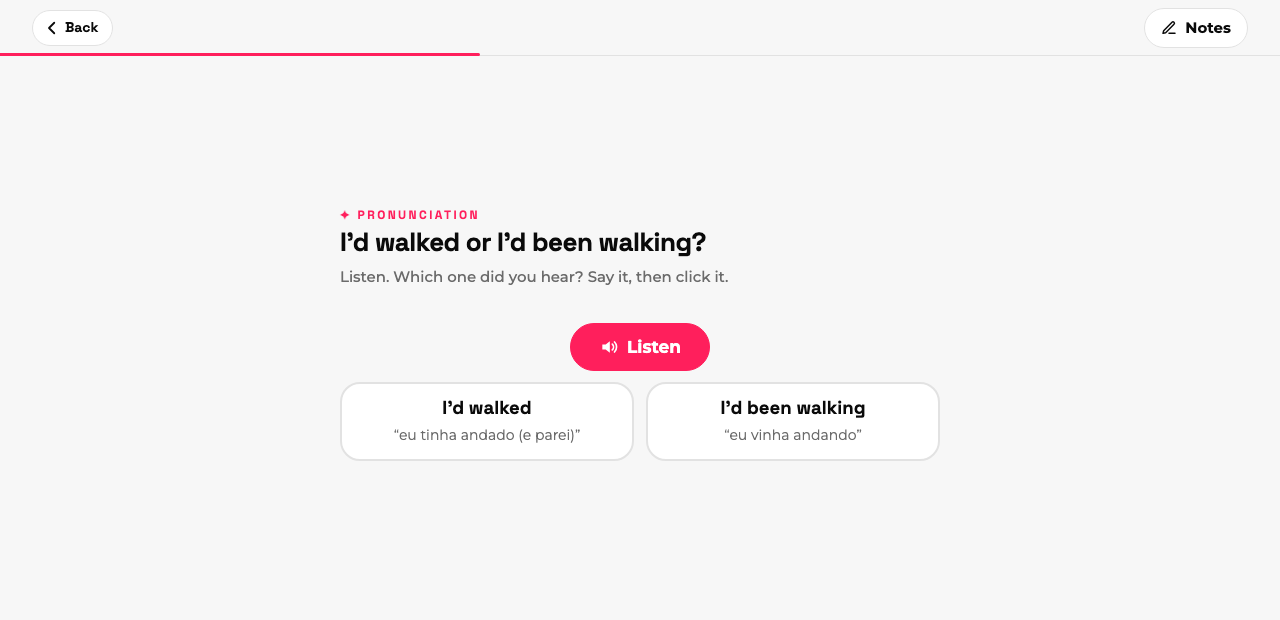 Back
Notes
✦ PRONUNCIATION
I’d walked or I’d been walking?
Listen. Which one did you hear? Say it, then click it.
Listen
I’d walked
“eu tinha andado (e parei)”
I’d been walking
“eu vinha andando”